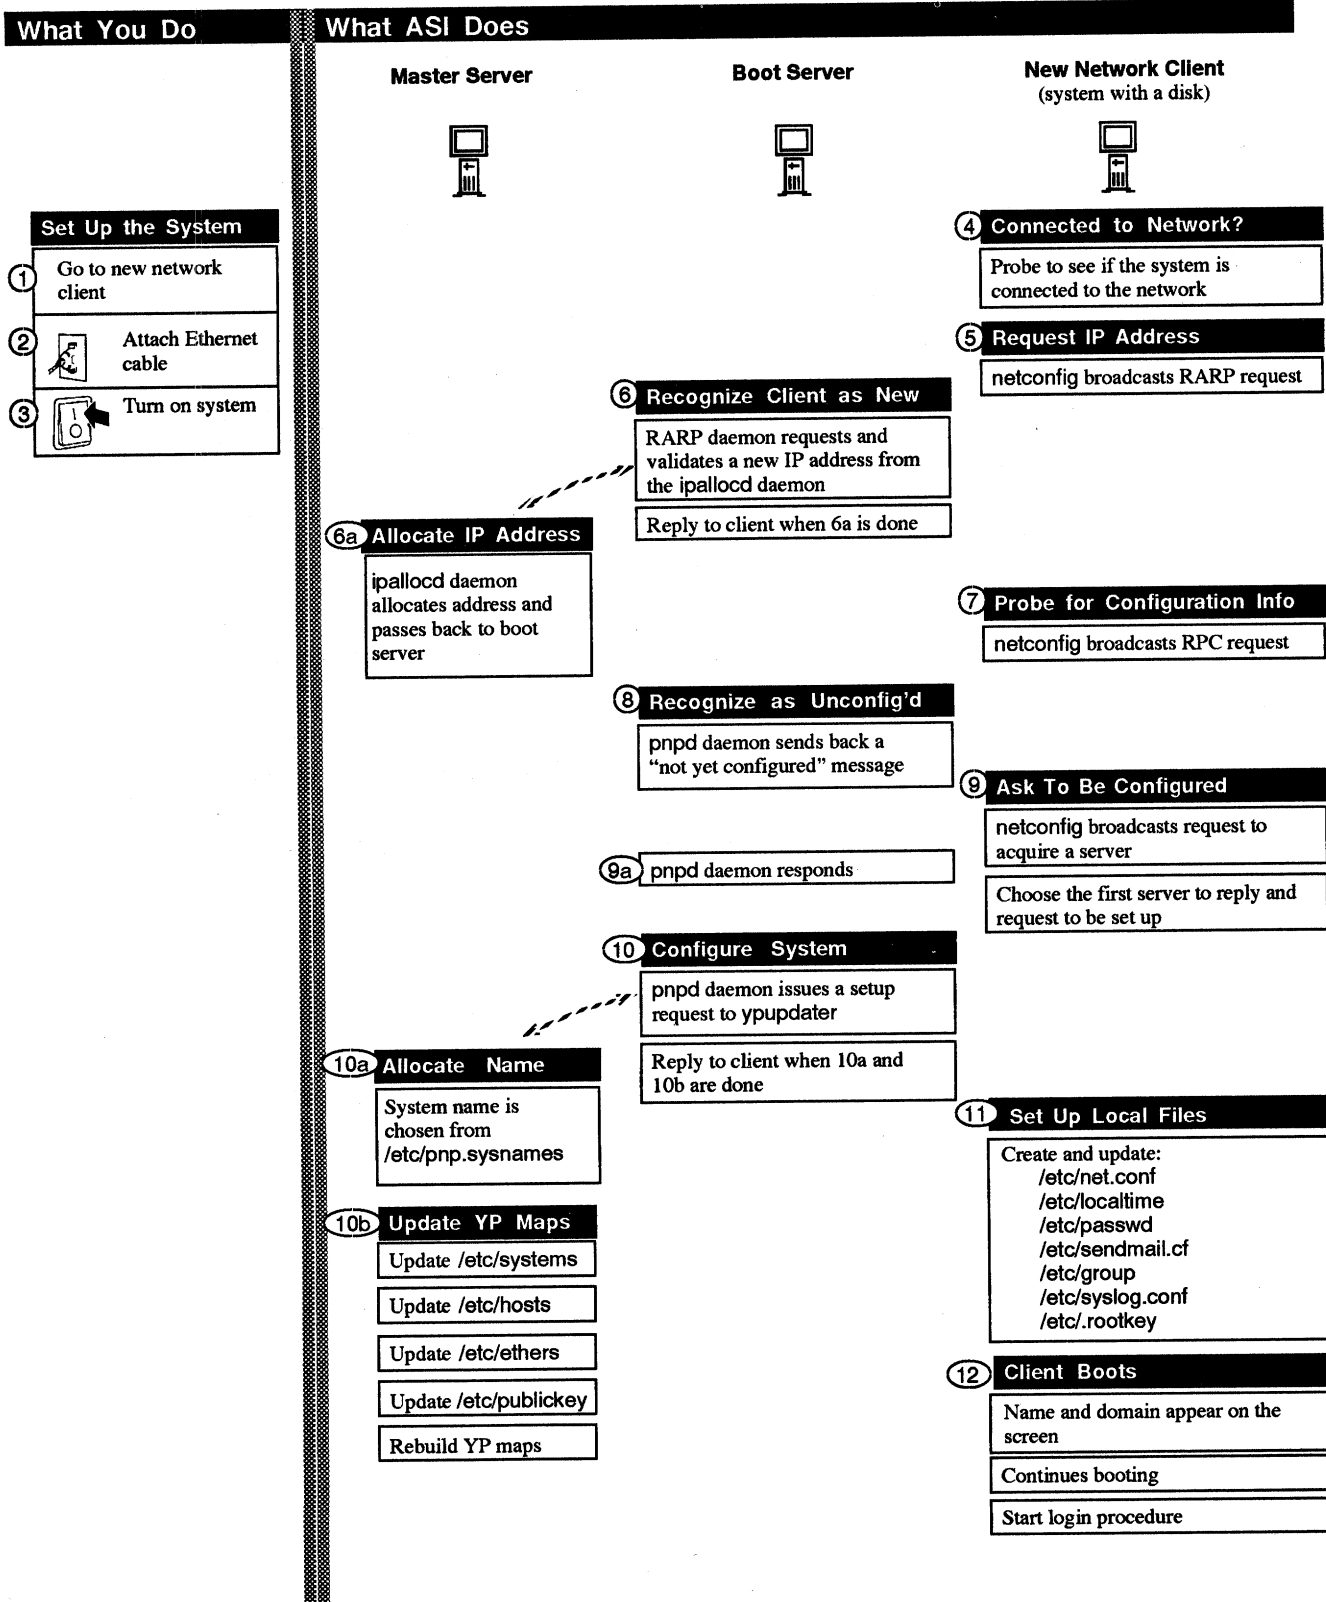 What You Do
What ASI Does
Master Server
Boot Server
New Network Client
(system with a disk)
Set Up the System
1
Go to new network
client
2
Attach Ethernet
cable
3
Turn on system
4
Connected to Network?
Probe to see if the system is
connected to the network
5
Request IP Address
netconfig broadcasts RARP request
6
Recognize Client as New
RARP daemon requests and
validates a new IP address from
the ipallocd daemon
Reply to client when 6a is done
6a
Allocate IP Address
ipallocd daemon
allocates address and
passes back to boot
server
7
Probe for Configuration Info
netconfig broadcasts RPC request
8
Recognize as Unconfig'd
pnpd daemon sends back a
“not yet configured” message
9
Ask To Be Configured
netconfig broadcasts request to
acquire a server
Choose the first server to reply and
request to be set up
9a
pnpd daemon responds
10
Configure System
pnpd daemon issues a setup
request to ypupdater
Reply to client when 10a and
10b are done
10a
Allocate Name
System name is
chosen from
/etc/pnp.sysnames
10b
Update YP Maps
Update /etc/systems
Update /etc/hosts
Update /etc/ethers
Update /etc/publickey
Rebuild YP maps
11
Set Up Local Files
Create and update:
/etc/net.conf
/etc/localtime
/etc/passwd
/etc/sendmail.cf
/etc/group
/etc/syslog.conf
/etc/.rootkey
12
Client Boots
Name and domain appear on the
screen
Continues booting
Start login procedure